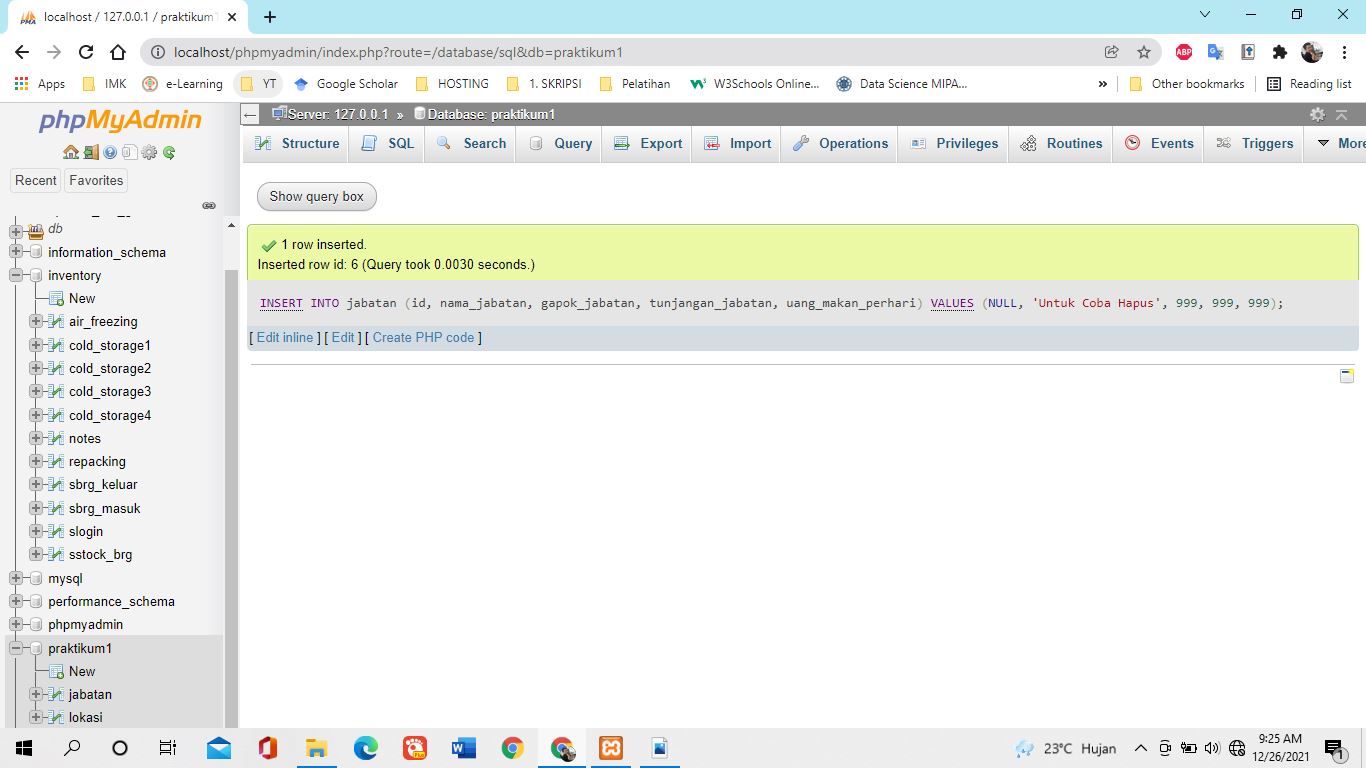 localhost / 127.0.0.1 / praktikum1
localhost/phpmyadmin/index.php?route=/database/sql&db=praktikum1
Apps IMK e-Learning YT Google Scholar HOSTING 1. SKRIPSI Pelatihan W3Schools Online... Data Science MIPA... » Other bookmarks Reading list
phpMyAdmin
Server: 127.0.0.1 » Database: praktikum1
Structure SQL Search Query Export Import Operations Privileges Routines Events Triggers More
Recent Favorites
Show query box
db
information_schema
inventory
New
air_freezing
cold_storage1
cold_storage2
cold_storage3
cold_storage4
notes
repacking
sbrg_keluar
sbrg_masuk
slogin
sstock_brg
mysql
performance_schema
phpmyadmin
praktikum1
New
jabatan
lokasi
1 row inserted.
Inserted row id: 6 (Query took 0.0030 seconds.)
INSERT INTO jabatan (id, nama_jabatan, gapok_jabatan, tunjangan_jabatan, uang_makan_perhari) VALUES (NULL, 'Untuk Coba Hapus', 999, 999, 999);
[ Edit inline ] [ Edit ] [ Create PHP code ]
23°C Hujan
9:25 AM
12/26/2021
1